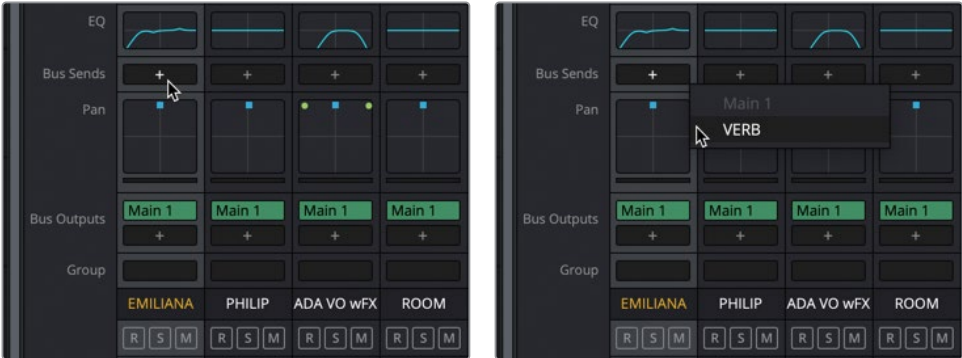 EQ
Bus Sends + + + +
Pan
Bus Outputs Main 1 Main 1 Main 1 Main 1
+ + + +
Group
EMILIANA PHILIP ADA VO wFX ROOM
R S M R S M R S M R S M
EQ
Bus Sends + + + +
Main 1
Pan
VERB
Bus Outputs Main 1 Main 1 Main 1 Main 1
+ + + +
Group
EMILIANA PHILIP ADA VO wFX ROOM
R S M R S M R S M R S M